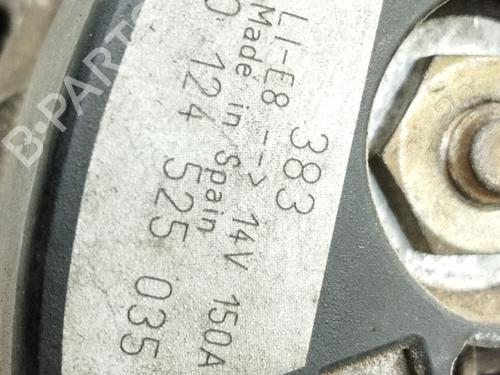 383
LI-E8 --> 14V 150A
Made in Spain
0 124 525 035
B-PARTS